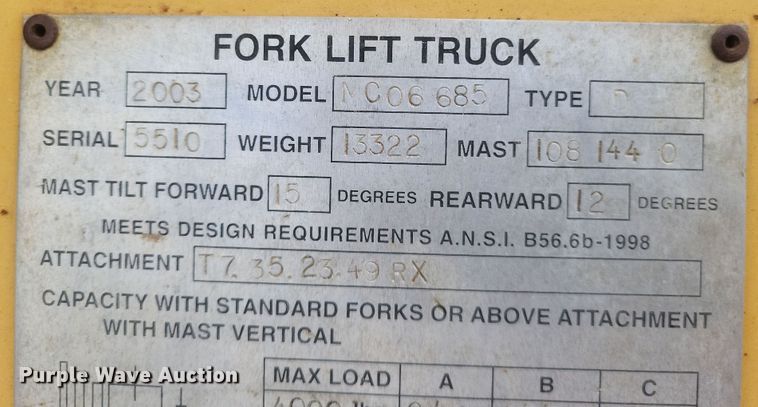 FORK LIFT TRUCK
YEAR 2003 MODEL MC06 685 TYPE D
SERIAL 5510 WEIGHT 13322 MAST 108 144 0
MAST TILT FORWARD 15 DEGREES REARWARD 12 DEGREES
MEETS DESIGN REQUIREMENTS A.N.S.I. B56.6b-1998
ATTACHMENT T7.35.23.49 RX
CAPACITY WITH STANDARD FORKS OR ABOVE ATTACHMENT
WITH MAST VERTICAL
Purple Wave Auction
MAX LOAD A B C